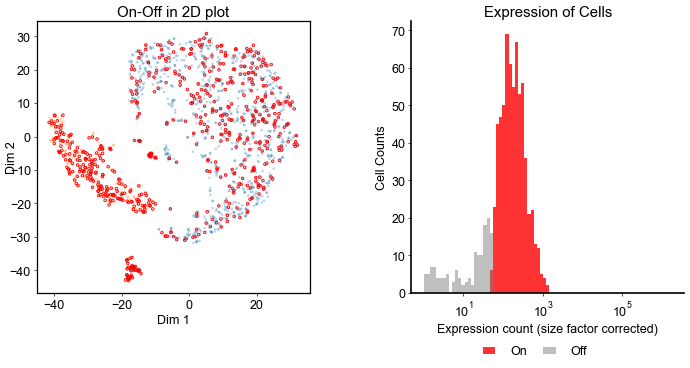 On-Off in 2D plot
Dim 2
30
20
10
0
−10
−20
−30
−40
−40
−20
0
20
Dim 1
Expression of Cells
Cell Counts
70
60
50
40
30
20
10
0
10^1
10^3
10^5
Expression count (size factor corrected)
On
Off